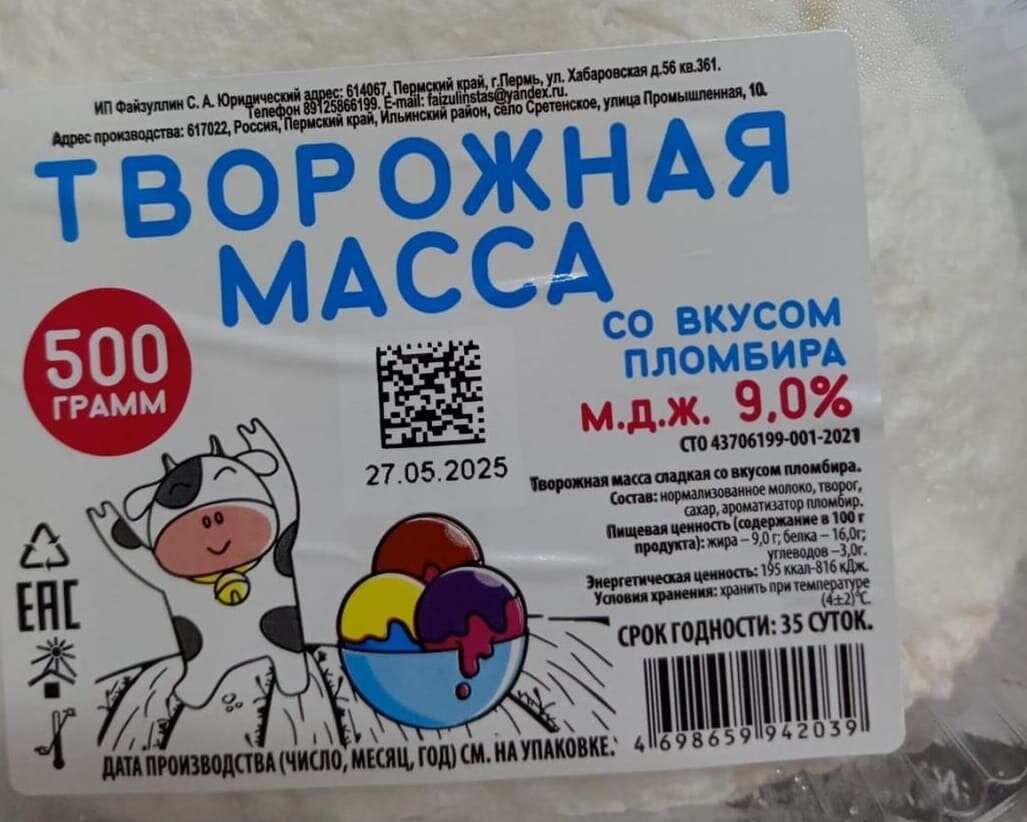 ИП Файзуллин С. А. Юридический адрес: 614067, Пермский край, г.Пермь, ул. Хабаровская д.56 кв.361.
Телефон 89125866199. E-mail: faizulinstas@yandex.ru.
Адрес производства: 617022, Россия, Пермский край, Ильинский район, село Сретенское, улица Промышленная, 10.
ТВОРОЖНАЯ
МАССА
СО ВКУСОМ
ПЛОМБИРА
М.Д.Ж. 9,0%
СТО 43706199-001-2021
500
ГРАММ
27.05.2025
Творожная масса сладкая со вкусом пломбира.
Состав: нормализованное молоко, творог,
сахар, ароматизатор пломбир.
Пищевая ценность (содержание в 100 г
продукта): жира – 9,0 г; белка – 16,0г;
углеводов –3,0г.
Энергетическая ценность: 195 ккал-816 кДж.
Условия хранения: хранить при температуре
(4±2)°С.
СРОК ГОДНОСТИ: 35 СУТОК.
EAC
ДАТА ПРОИЗВОДСТВА (ЧИСЛО, МЕСЯЦ, ГОД) СМ. НА УПАКОВКЕ.
4 698659 942039